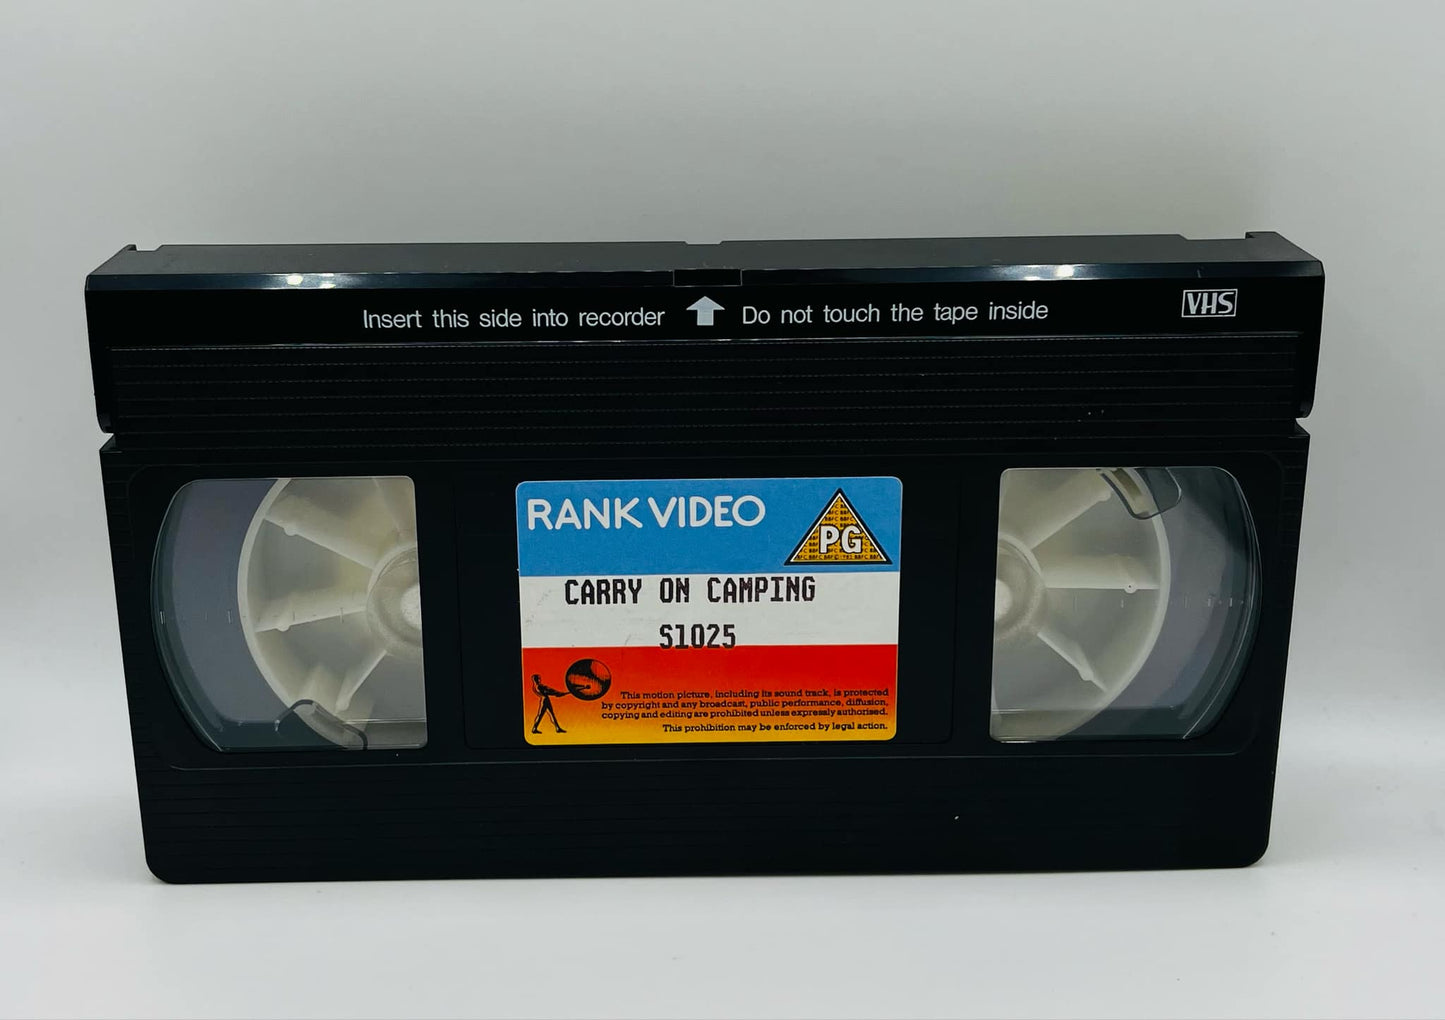 Insert this side into recorder Do not touch the tape inside VHS
RANK VIDEO
PG
CARRY ON CAMPING
S1025
This motion picture, including its sound track, is protected
by copyright and any broadcast, public performance, diffusion,
copying and editing are prohibited unless expressly authorised.
This prohibition may be enforced by legal action.